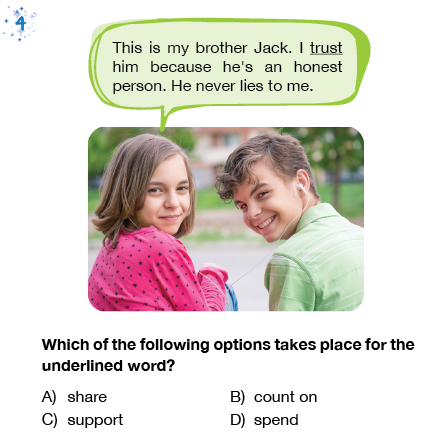 4
This is my brother Jack. I trust
him because he's an honest
person. He never lies to me.
Which of the following options takes place for the
underlined word?
A) share
B) count on
C) support
D) spend